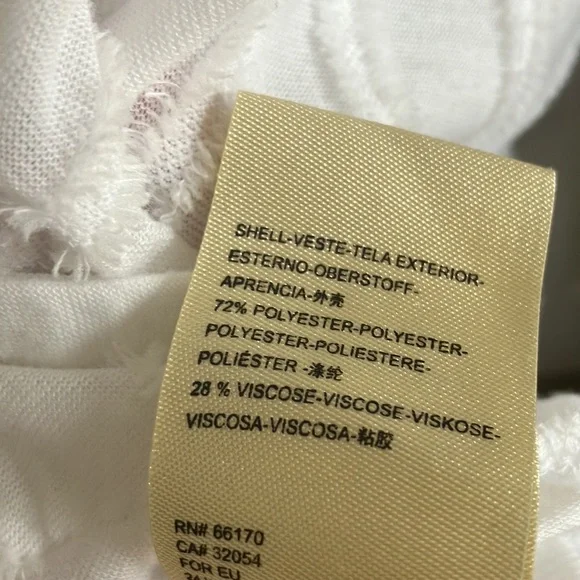 SHELL-VESTE-TELA EXTERIOR-
ESTERNO-OBERSTOFF-
APRENCIA-外壳
72% POLYESTER-POLYESTER-
POLYESTER-POLIESTERE-
POLIÉSTER -涤纶
28 % VISCOSE-VISCOSE-VISKOSE-
VISCOSA-VISCOSA-粘胶
RN# 66170
CA# 32054
FOR EU